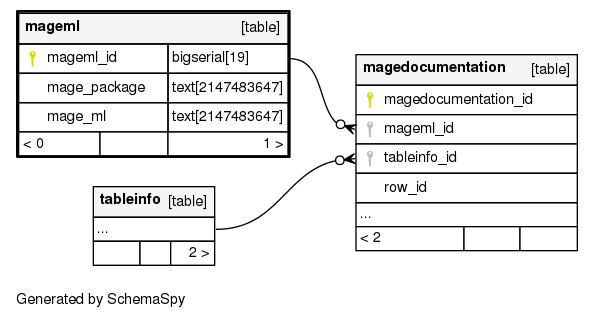 mageml [table]
mageml_id bigserial[19]
mage_package text[2147483647]
mage_ml text[2147483647]
< 0 1 >
magedocumentation [table]
magedocumentation_id
mageml_id
tableinfo_id
row_id
...
< 2
tableinfo [table]
...
2 >
Generated by SchemaSpy